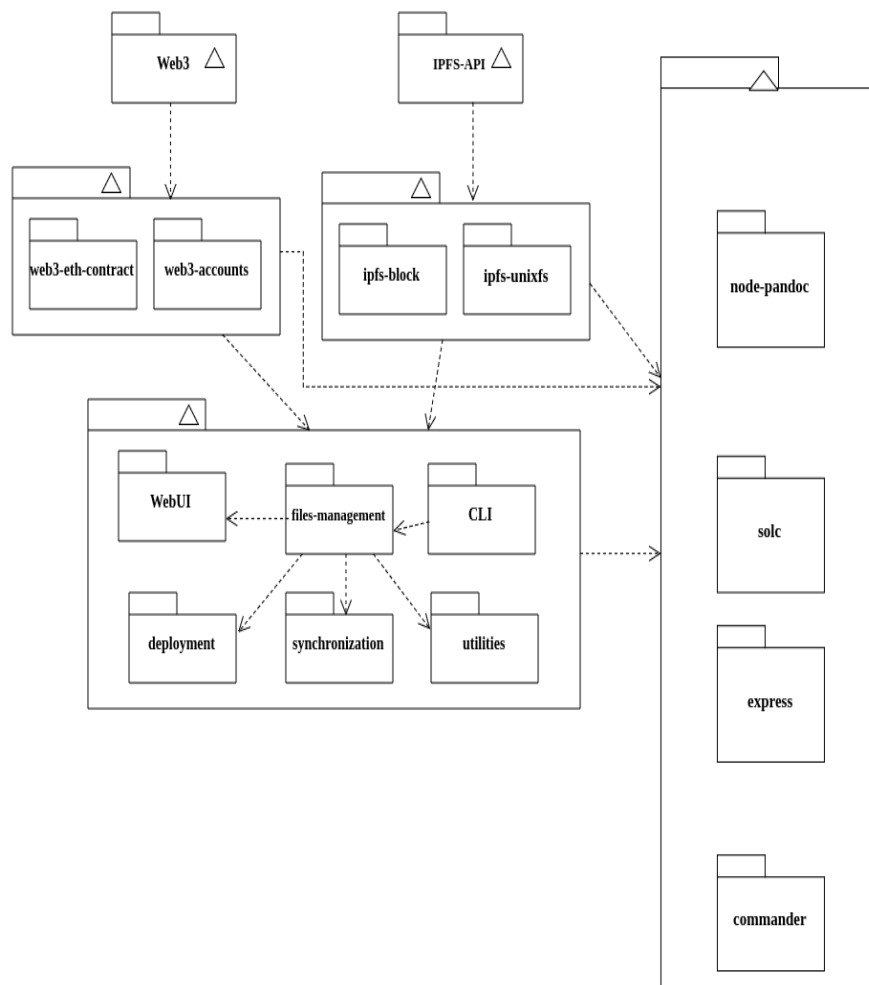 Web3
IPFS-API
web3-eth-contract
web3-accounts
ipfs-block
ipfs-unixfs
node-pandoc
WebUI
files-management
CLI
solc
deployment
synchronization
utilities
express
commander